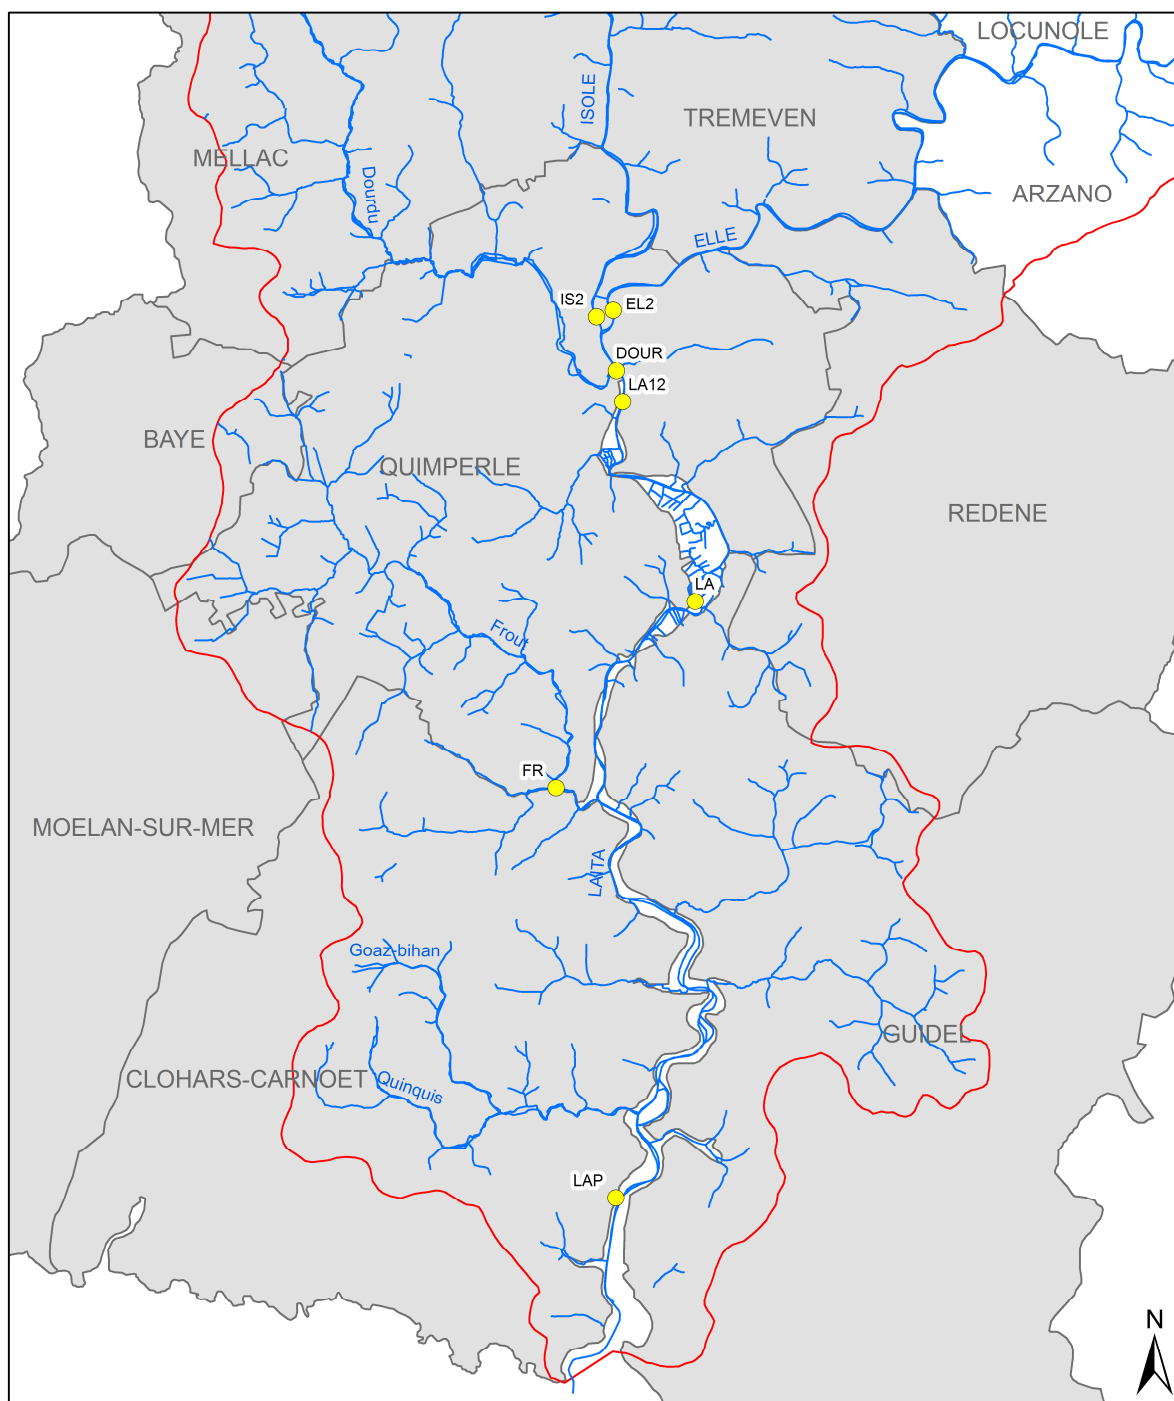 LOCUNOLE
ISOLE
TREMEVEN
MELLAC
Dourdu
ARZANO
ELLE
IS2
EL2
DOUR
LA12
BAYE
QUIMPERLE
REDENE
LA
Frout
FR
MOELAN-SUR-MER
LAITA
Goaz-bihan
GUIDEL
CLOHARS-CARNOET
Quinquis
LAP
N